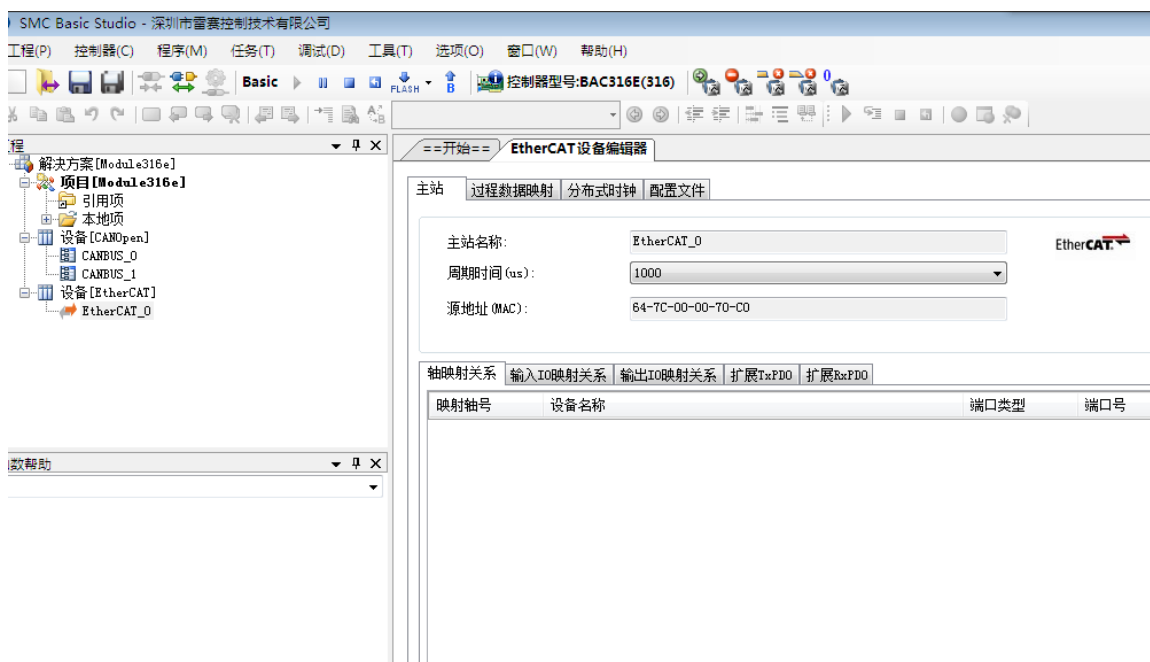 SMC Basic Studio - 深圳市雷赛控制技术有限公司
工程(P) 控制器(C) 程序(M) 任务(T) 调试(D) 工具(T) 选项(O) 窗口(W) 帮助(H)
Basic FLASH B 控制器型号:BAC316E(316) 0
程
==开始== EtherCAT设备编辑器
解决方案[Module316e]
项目[Module316e]
引用项
本地项
设备[CANOpen]
CANBUS_0
CANBUS_1
设备[EtherCAT]
EtherCAT_0
主站 过程数据映射 分布式时钟 配置文件
主站名称: EtherCAT_0 EtherCAT
周期时间(us): 1000
源地址(MAC): 64-7C-00-00-70-C0
轴映射关系 输入IO映射关系 输出IO映射关系 扩展TxPDO 扩展RxPDO
映射轴号 设备名称 端口类型 端口号
数帮助